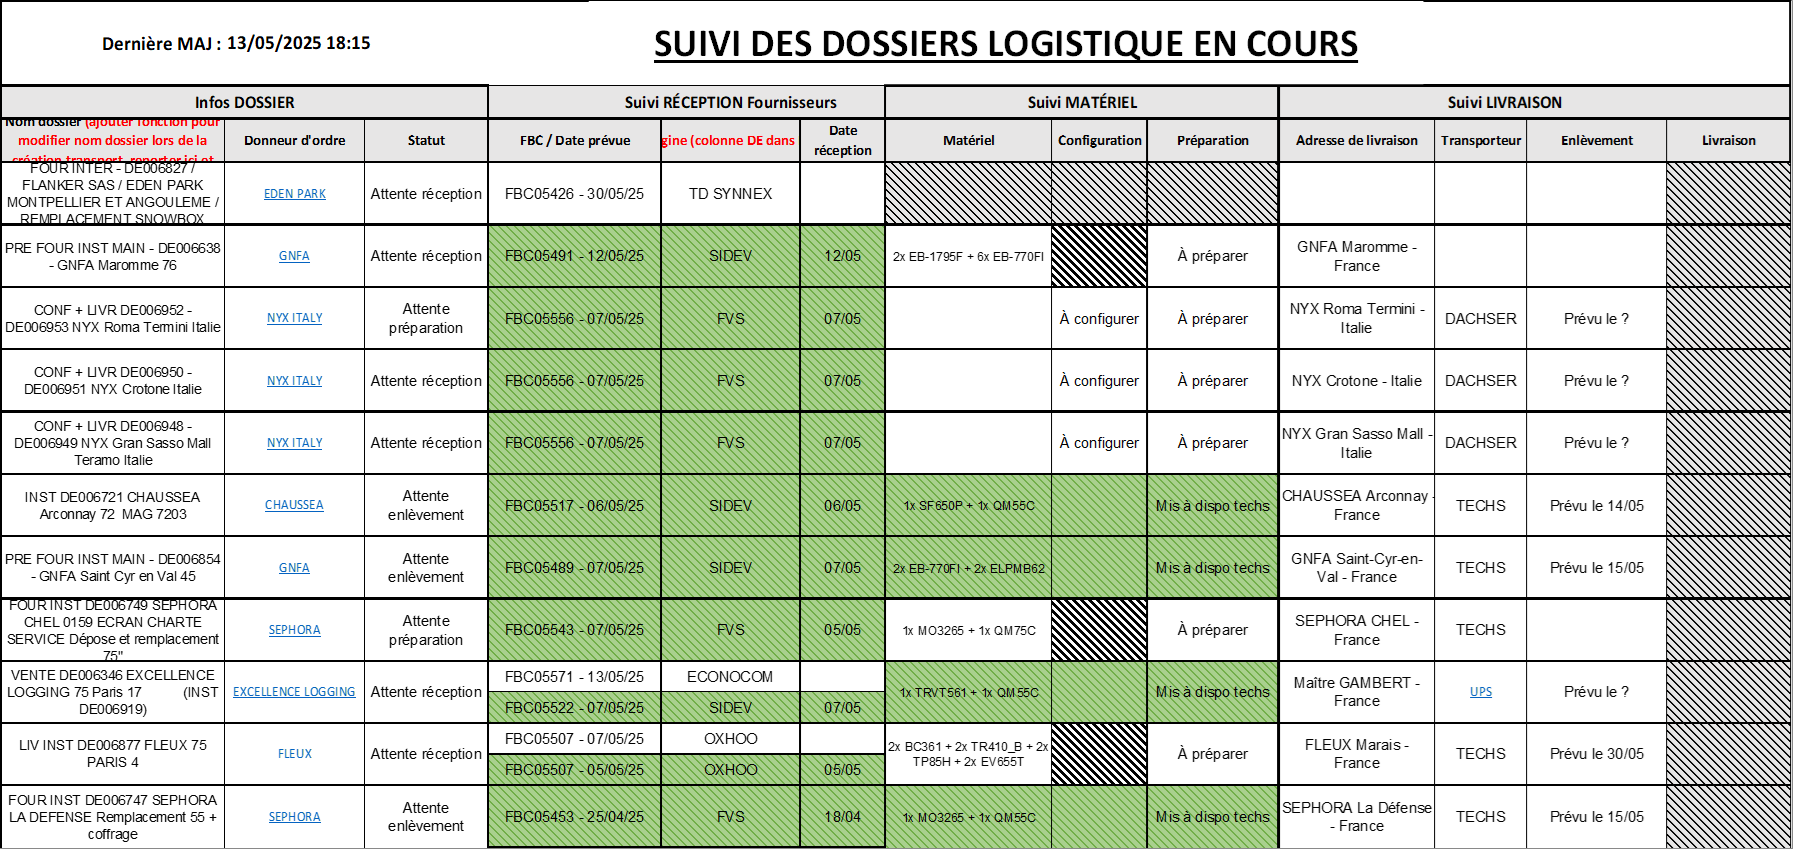 Dernière MAJ : 13/05/2025 18:15
SUIVI DES DOSSIERS LOGISTIQUE EN COURS
Infos DOSSIER
Suivi RÉCEPTION Fournisseurs
Suivi MATÉRIEL
Suivi LIVRAISON
Nom dossier (ajouter fonction pour
modifier nom dossier lors de la
création transport, reporter ici et
Donneur d'ordre
Statut
FBC / Date prévue
gine (colonne DE dans
Date
réception
Matériel
Configuration
Préparation
Adresse de livraison
Transporteur
Enlèvement
Livraison
FOUR INTER - DE006827 /
FLANKER SAS / EDEN PARK
MONTPELLIER ET ANGOULEME /
REMPLACEMENT SNOWBOX
EDEN PARK
Attente réception
FBC05426 - 30/05/25
TD SYNNEX
PRE FOUR INST MAIN - DE006638
- GNFA Maromme 76
GNFA
Attente réception
FBC05491 - 12/05/25
SIDEV
12/05
2x EB-1795F + 6x EB-770FI
À préparer
GNFA Maromme -
France
CONF + LIVR DE006952 -
DE006953 NYX Roma Termini Italie
NYX ITALY
Attente
préparation
FBC05556 - 07/05/25
FVS
07/05
À configurer
À préparer
NYX Roma Termini -
Italie
DACHSER
Prévu le ?
CONF + LIVR DE006950 -
DE006951 NYX Crotone Italie
NYX ITALY
Attente réception
FBC05556 - 07/05/25
FVS
07/05
À configurer
À préparer
NYX Crotone - Italie
DACHSER
Prévu le ?
CONF + LIVR DE006948 -
DE006949 NYX Gran Sasso Mall
Teramo Italie
NYX ITALY
Attente réception
FBC05556 - 07/05/25
FVS
07/05
À configurer
À préparer
NYX Gran Sasso Mall -
Italie
DACHSER
Prévu le ?
INST DE006721 CHAUSSEA
Arconnay 72 MAG 7203
CHAUSSEA
Attente
enlèvement
FBC05517 - 06/05/25
SIDEV
06/05
1x SF650P + 1x QM55C
Mis à dispo techs
CHAUSSEA Arconnay -
France
TECHS
Prévu le 14/05
PRE FOUR INST MAIN - DE006854
- GNFA Saint Cyr en Val 45
GNFA
Attente
enlèvement
FBC05489 - 07/05/25
SIDEV
07/05
2x EB-770FI + 2x ELPMB62
Mis à dispo techs
GNFA Saint-Cyr-en-
Val - France
TECHS
Prévu le 15/05
FOUR INST DE006749 SEPHORA
CHEL 0159 ECRAN CHARTE
SERVICE Dépose et remplacement
75"
SEPHORA
Attente
préparation
FBC05543 - 07/05/25
FVS
05/05
1x MO3265 + 1x QM75C
À préparer
SEPHORA CHEL -
France
TECHS
VENTE DE006346 EXCELLENCE
LOGGING 75 Paris 17 (INST
DE006919)
EXCELLENCE LOGGING
Attente réception
FBC05571 - 13/05/25
ECONOCOM
FBC05522 - 07/05/25
SIDEV
07/05
1x TRVT561 + 1x QM55C
Mis à dispo techs
Maître GAMBERT -
France
UPS
Prévu le ?
LIV INST DE006877 FLEUX 75
PARIS 4
FLEUX
Attente réception
FBC05507 - 07/05/25
OXHOO
FBC05507 - 05/05/25
OXHOO
05/05
2x BC361 + 2x TR410_B + 2x
TP85H + 2x EV655T
À préparer
FLEUX Marais -
France
TECHS
Prévu le 30/05
FOUR INST DE006747 SEPHORA
LA DEFENSE Remplacement 55 +
coffrage
SEPHORA
Attente
enlèvement
FBC05453 - 25/04/25
FVS
18/04
1x MO3265 + 1x QM55C
Mis à dispo techs
SEPHORA La Défense
- France
TECHS
Prévu le 15/05